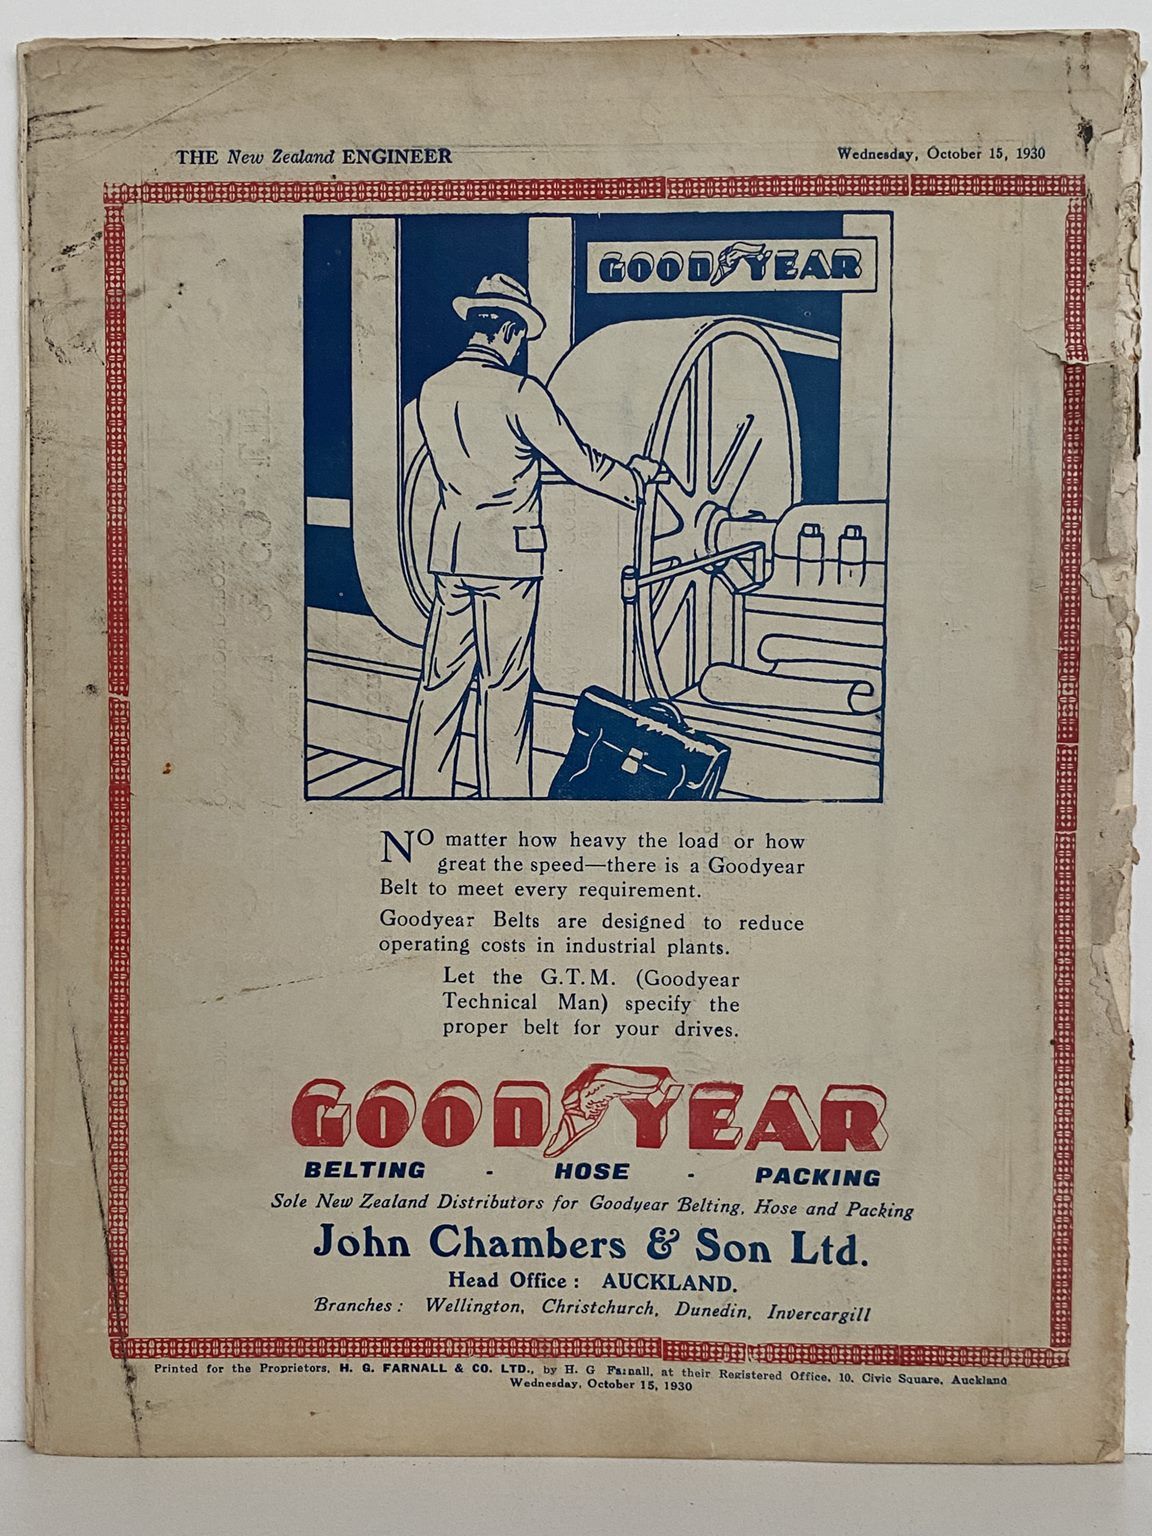 THE New Zealand ENGINEER
Wednesday, October 15, 1930
GOODYEAR
NO matter how heavy the load or how
great the speed—there is a Goodyear
Belt to meet every requirement.
Goodyear Belts are designed to reduce
operating costs in industrial plants.
Let the G.T.M. (Goodyear
Technical Man) specify the
proper belt for your drives.
GOODYEAR
BELTING - HOSE - PACKING
Sole New Zealand Distributors for Goodyear Belting, Hose and Packing
John Chambers & Son Ltd.
Head Office : AUCKLAND.
Branches : Wellington, Christchurch, Dunedin, Invercargill
Printed for the Proprietors, H. G. FARNALL & CO. LTD., by H. G Farnall, at their Registered Office, 10, Civic Square, Auckland
Wednesday, October 15, 1930